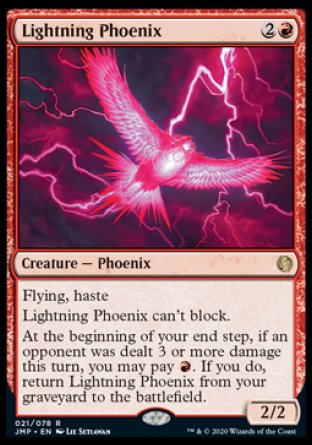 Lightning Phoenix 2
Creature — Phoenix
Flying, haste
Lightning Phoenix can't block.
At the beginning of your end step, if an
opponent was dealt 3 or more damage
this turn, you may pay. If you do,
return Lightning Phoenix from your
graveyard to the battlefield.
2/2
021/078 R
JMP • EN Lie Setiawan
™ & © 2020 Wizards of the Coast